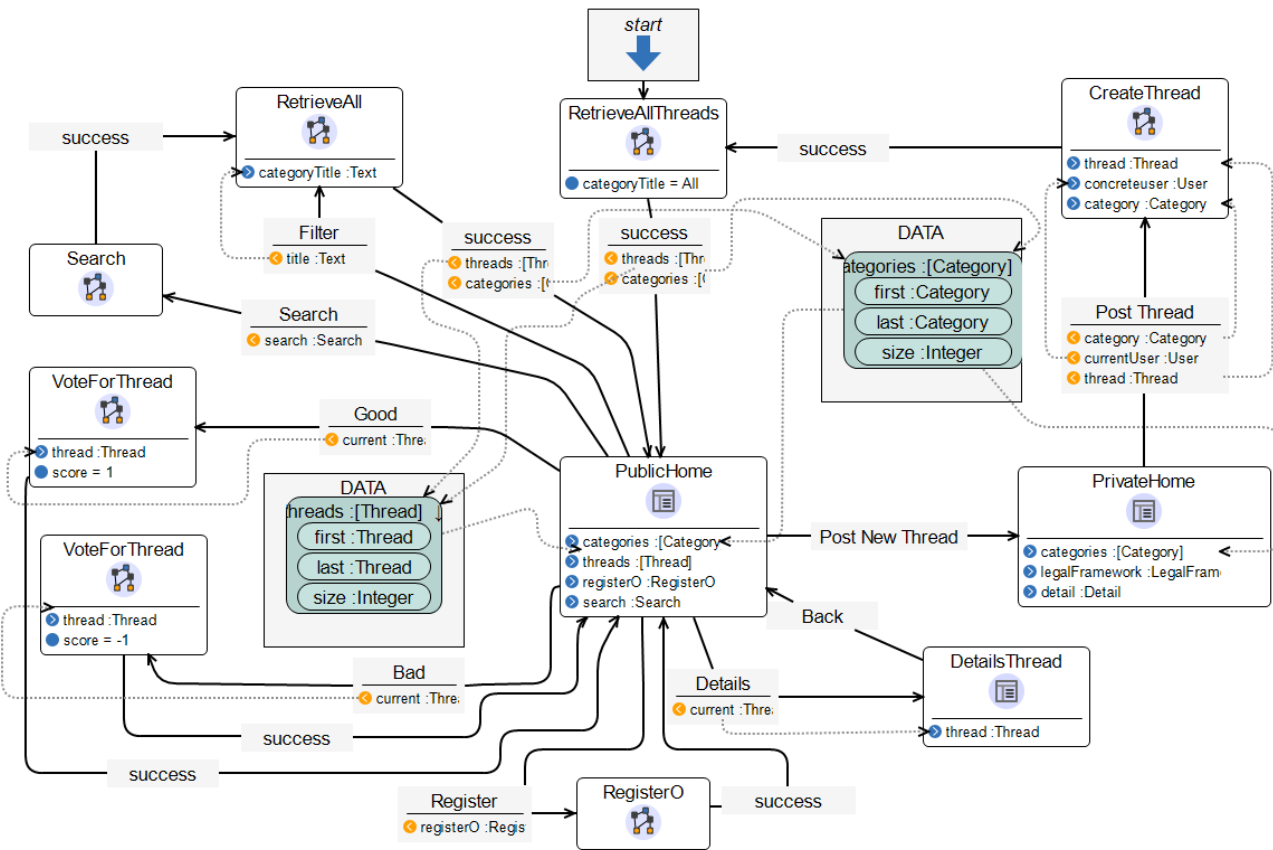 start
RetrieveAll
categoryTitle :Text
RetrieveAllThreads
categoryTitle = All
CreateThread
thread :Thread
concreteuser :User
category :Category
success
success
Search
Filter
title :Text
success
threads :[Thr
categories :[(
success
threads :[Thr
categories :[(
DATA
ategories :[Category]
first :Category
last :Category
size :Integer
Post Thread
category :Category
currentUser :User
thread :Thread
Search
search :Search
VoteForThread
thread :Thread
score = 1
Good
current :Threa
DATA
hreads :[Thread] ↓
first :Thread
last :Thread
size :Integer
PublicHome
categories :[Category
threads :[Thread]
registerO :RegisterO
search :Search
Post New Thread
PrivateHome
categories :[Category]
legalFramework :LegalFram
detail :Detail
VoteForThread
thread :Thread
score = -1
Back
Bad
current :Threa
Details
current :Threa
DetailsThread
thread :Thread
success
success
Register
registerO :Regis
RegisterO
success